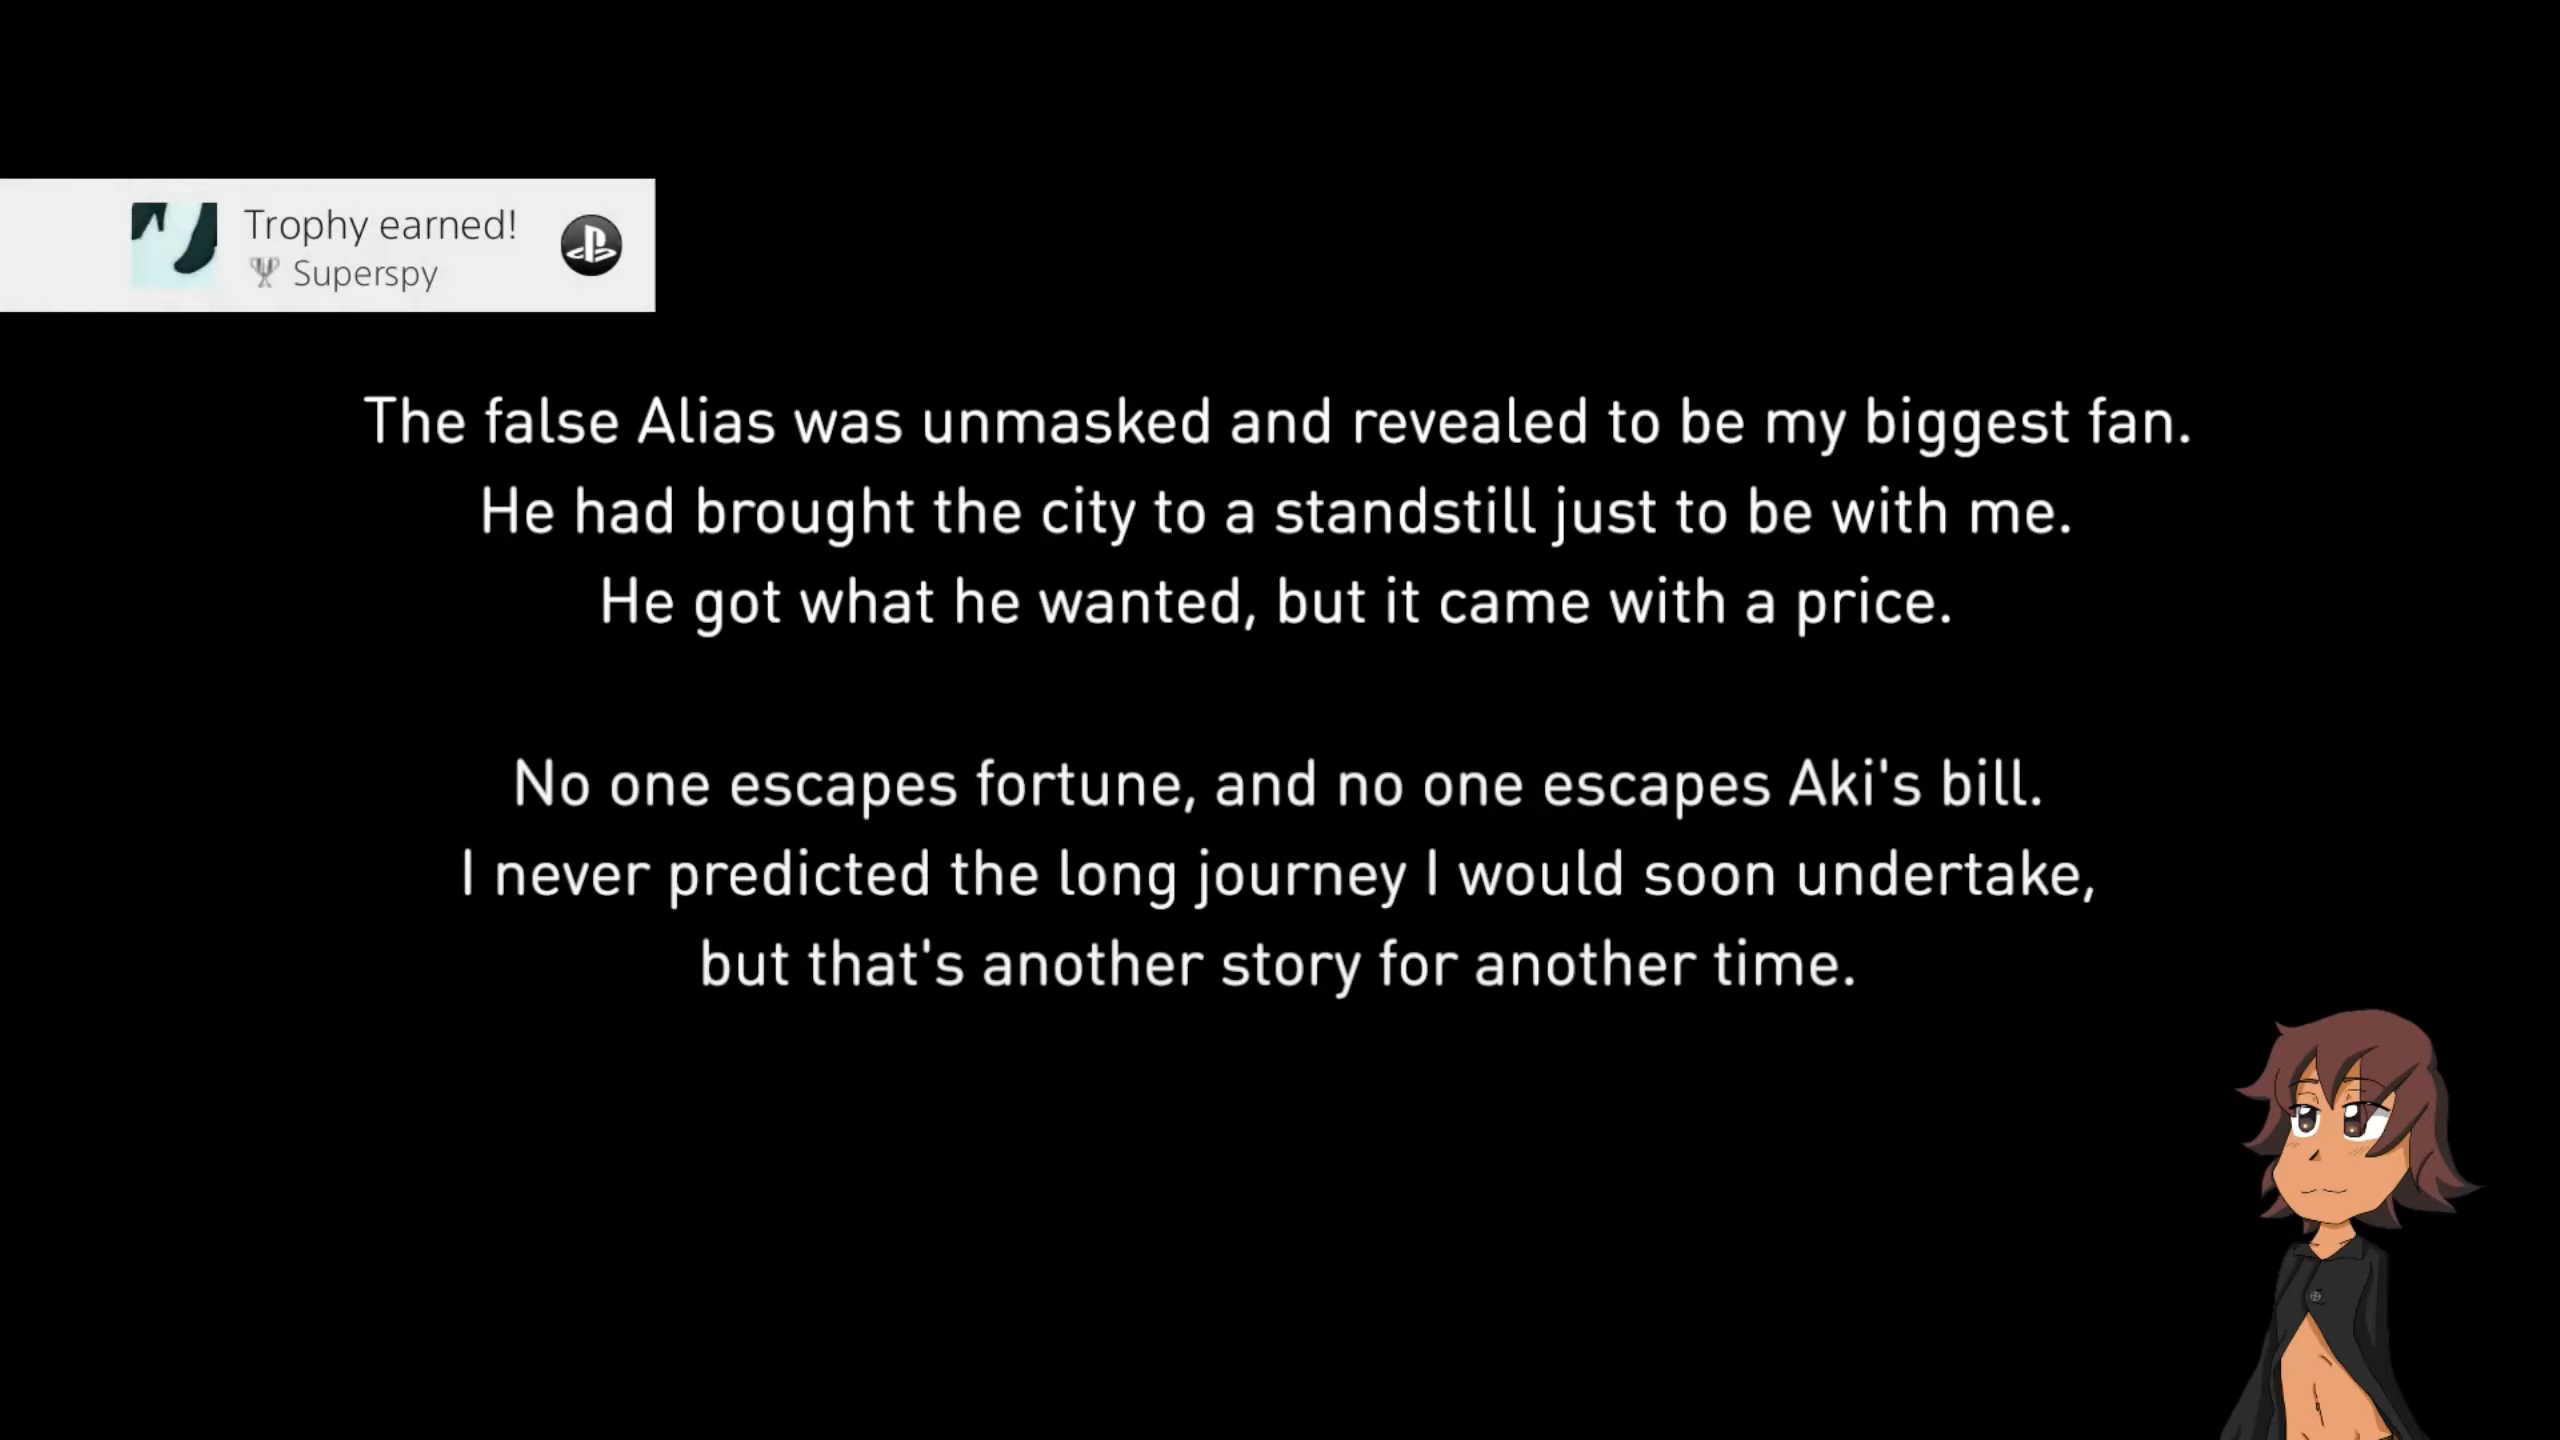 Trophy earned!
Superspy
The false Alias was unmasked and revealed to be my biggest fan.
He had brought the city to a standstill just to be with me.
He got what he wanted, but it came with a price.
No one escapes fortune, and no one escapes Aki's bill.
I never predicted the long journey I would soon undertake,
but that's another story for another time.